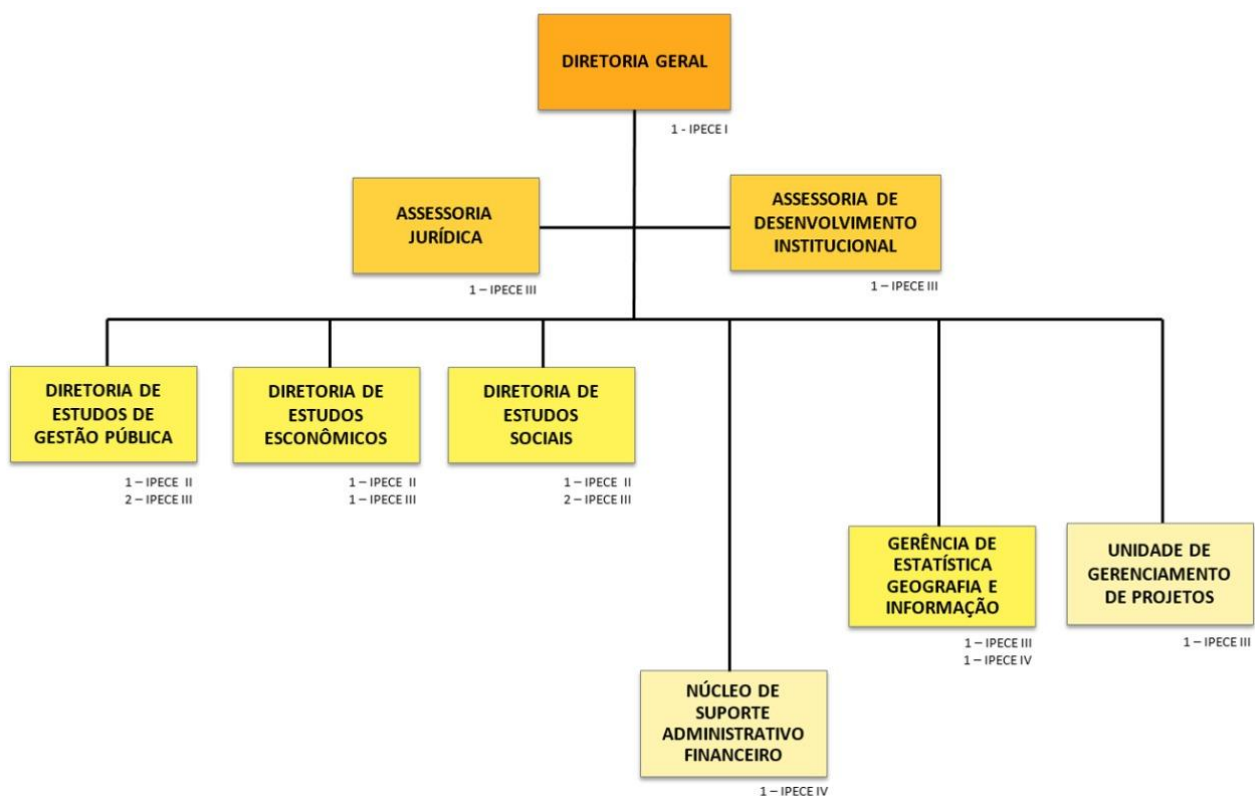 DIRETORIA GERAL
1 - IPECE I
ASSESSORIA
JURÍDICA
1 – IPECE III
ASSESSORIA DE
DESENVOLVIMENTO
INSTITUCIONAL
1 – IPECE III
DIRETORIA DE
ESTUDOS DE
GESTÃO PÚBLICA
1 – IPECE II
2 – IPECE III
DIRETORIA DE
ESTUDOS
ESCONÔMICOS
1 – IPECE II
1 – IPECE III
DIRETORIA DE
ESTUDOS
SOCIAIS
1 – IPECE II
2 – IPECE III
GERÊNCIA DE
ESTATÍSTICA
GEOGRAFIA E
INFORMAÇÃO
1 – IPECE III
1 – IPECE IV
UNIDADE DE
GERENCIAMENTO
DE PROJETOS
1 – IPECE III
NÚCLEO DE
SUPORTE
ADMINISTRATIVO
FINANCEIRO
1 – IPECE IV